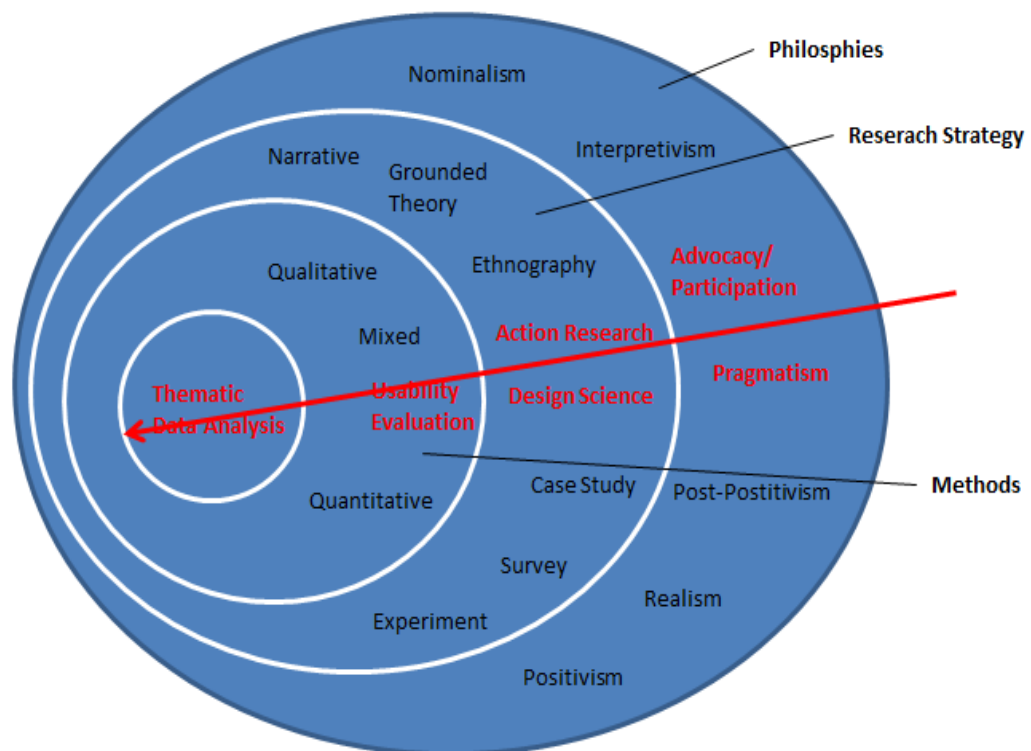 Philosphies
Nominalism
Reserach Strategy
Interpretivism
Narrative
Grounded
Theory
Advocacy/
Participation
Ethnography
Qualitative
Action Research
Mixed
Pragmatism
Design Science
Usability
Evaluation
Thematic
Data Analysis
Case Study
Post-Postitivism
Methods
Quantitative
Survey
Realism
Experiment
Positivism